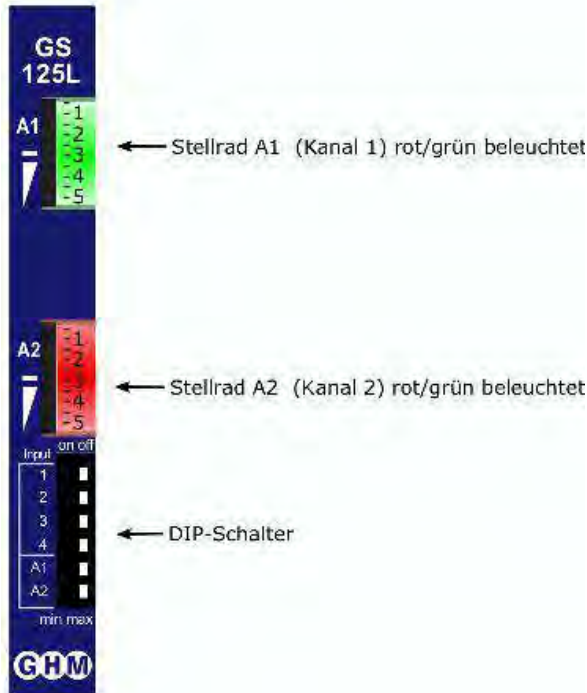 GS
125L
A1
-1
-2
-3
-4
-5
Stellrad A1 (Kanal 1) rot/grün beleuchtet
A2
-1
-2
-3
-4
-5
Stellrad A2 (Kanal 2) rot/grün beleuchtet
Input
on off
1
2
3
4
A1
A2
DIP-Schalter
min max
GHM